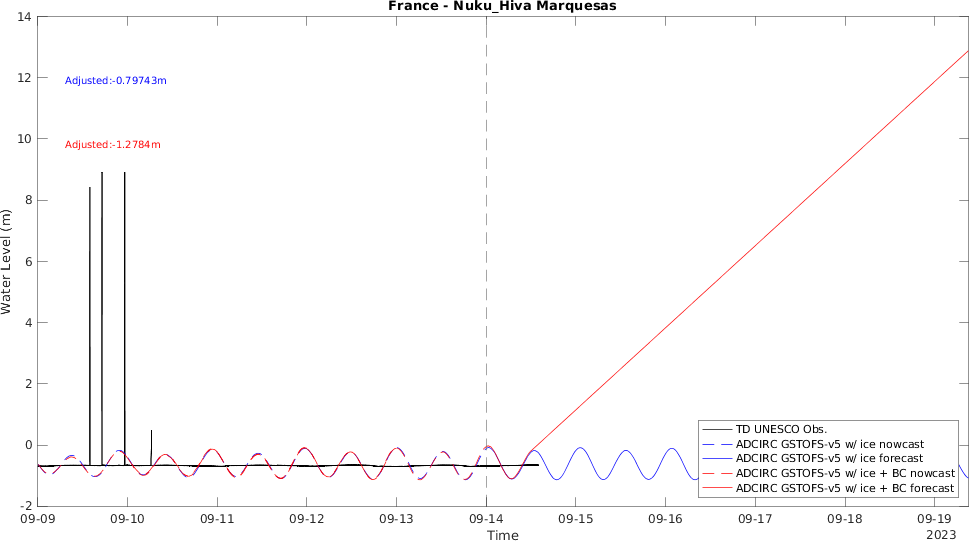 France - Nuku_Hiva Marquesas
14
12
10
8
6
4
2
0
-2
Water Level (m)
Adjusted:-0.79743m
Adjusted:-1.2784m
TD UNESCO Obs.
ADCIRC GSTOFS-v5 w/ ice nowcast
ADCIRC GSTOFS-v5 w/ ice forecast
ADCIRC GSTOFS-v5 w/ ice + BC nowcast
ADCIRC GSTOFS-v5 w/ ice + BC forecast
09-09 09-10 09-11 09-12 09-13 09-14 09-15 09-16 09-17 09-18 09-19
Time
2023